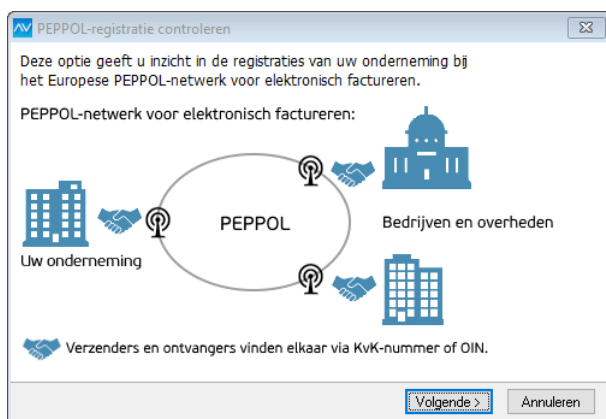 PEPPOL-registratie controleren
Deze optie geeft u inzicht in de registraties van uw onderneming bij
het Europese PEPPOL-netwerk voor elektronisch factureren.
PEPPOL-netwerk voor elektronisch factureren:
PEPPOL
Bedrijven en overheden
Uw onderneming
Verzenders en ontvangers vinden elkaar via KvK-nummer of OIN.
Volgende >
Annuleren